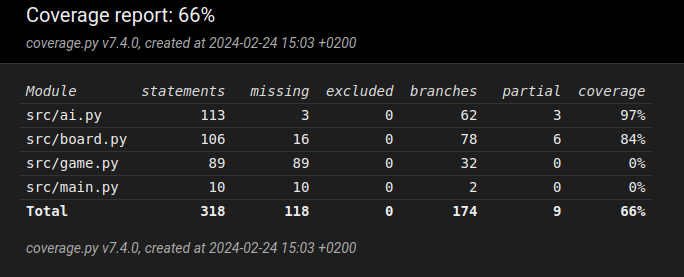 Coverage report: 66%
coverage.py v7.4.0, created at 2024-02-24 15:03 +0200
Module statements missing excluded branches partial coverage
src/ai.py 113 3 0 62 3 97%
src/board.py 106 16 0 78 6 84%
src/game.py 89 89 0 32 0 0%
src/main.py 10 10 0 2 0 0%
Total 318 118 0 174 9 66%
coverage.py v7.4.0, created at 2024-02-24 15:03 +0200